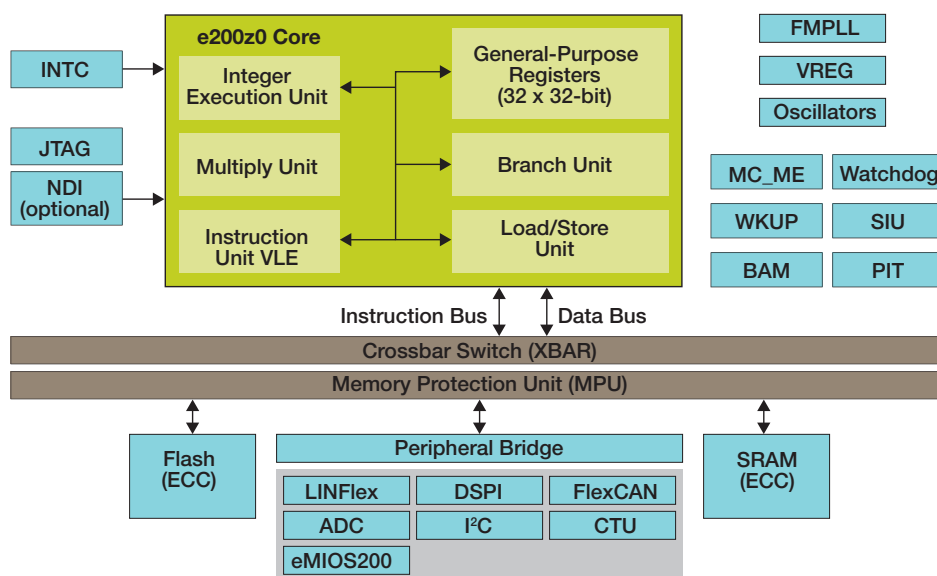 e200z0 Core
INTC
JTAG
NDI
(optional)
Integer
Execution Unit
Multiply Unit
Instruction
Unit VLE
General-Purpose
Registers
(32 x 32-bit)
Branch Unit
Load/Store
Unit
FMPLL
VREG
Oscillators
MC_ME
Watchdog
WKUP
SIU
BAM
PIT
Instruction Bus
Data Bus
Crossbar Switch (XBAR)
Memory Protection Unit (MPU)
Flash
(ECC)
Peripheral Bridge
LINFlex
DSPI
FlexCAN
ADC
I²C
CTU
eMIOS200
SRAM
(ECC)